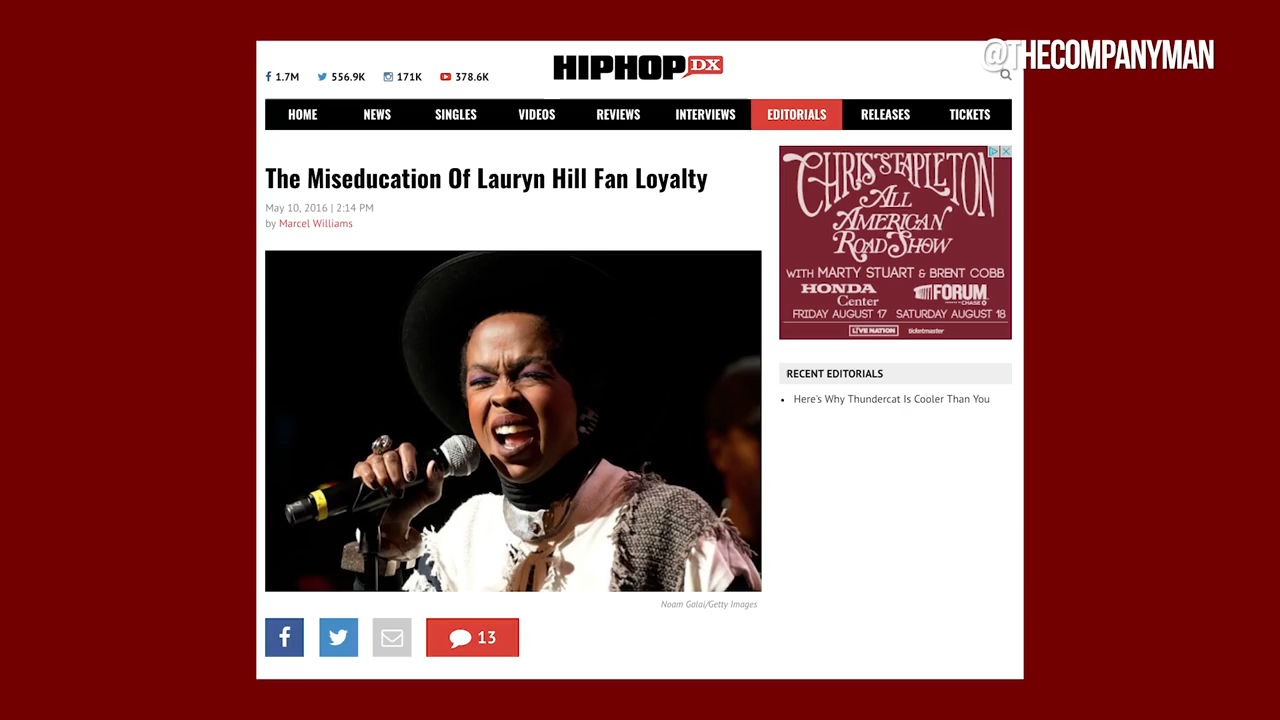 @THECOMPANYMAN
1.7M 556.9K 171K 378.6K
HIPHOPDX
HOME NEWS SINGLES VIDEOS REVIEWS INTERVIEWS EDITORIALS RELEASES TICKETS
The Miseducation Of Lauryn Hill Fan Loyalty
May 10, 2016 | 2:14 PM
by Marcel Williams
CHRIS STAPLETON
ALL
AMERICAN
ROAD SHOW
WITH MARTY STUART & BRENT COBB
HONDA
Center
FORUM
FRIDAY AUGUST 17 SATURDAY AUGUST 18
LIVE NATION ticketmaster
RECENT EDITORIALS
• Here's Why Thundercat Is Cooler Than You
Noam Galai/Getty Images
13